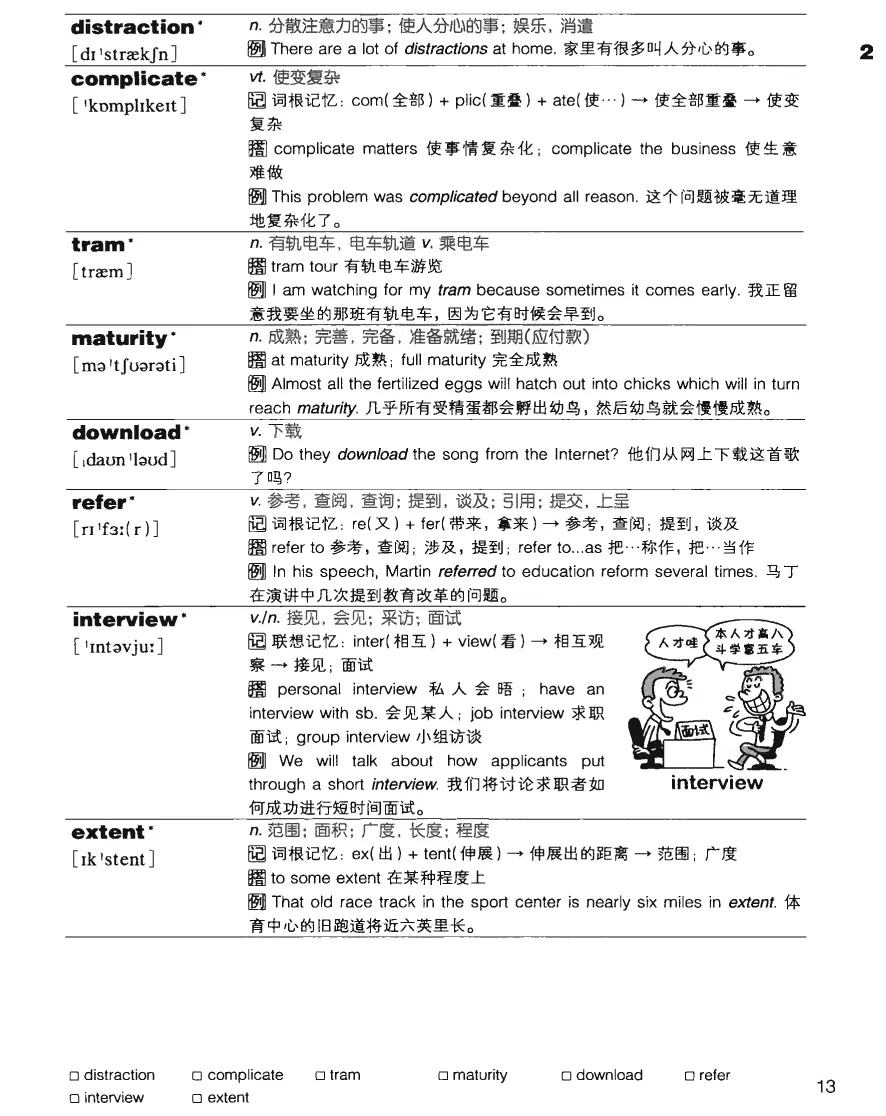 distraction* n. 分散注意力的事；使人分心的事；娱乐，消遣
[dɪˈstrækʃn] 例 There are a lot of distractions at home. 家里有很多叫人分心的事。
2
complicate* vt. 使变复杂
[ˈkɒmplɪkeɪt] 记 词根记忆：com(全部) + plic(重叠) + ate(使…) → 使全部重叠 → 使变
复杂
搭 complicate matters 使事情复杂化；complicate the business 使生意
难做
例 This problem was complicated beyond all reason. 这个问题被毫无道理
地复杂化了。
tram* n. 有轨电车，电车轨道 v. 乘电车
[træm] 搭 tram tour 有轨电车游览
例 I am watching for my tram because sometimes it comes early. 我正留
意我要坐的那班有轨电车，因为它有时候会早到。
maturity* n. 成熟；完善，完备，准备就绪；到期(应付款)
[məˈtʃʊərəti] 搭 at maturity 成熟；full maturity 完全成熟
例 Almost all the fertilized eggs will hatch out into chicks which will in turn
reach maturity. 几乎所有受精蛋都会孵出幼鸟，然后幼鸟就会慢慢成熟。
download* v. 下载
[ˌdaʊnˈləʊd] 例 Do they download the song from the Internet? 他们从网上下载这首歌
了吗？
refer* v. 参考，查阅，查询；提到，谈及；引用；提交，上呈
[rɪˈfɜː(r)] 记 词根记忆：re(又) + fer(带来，拿来) → 参考，查阅；提到，谈及
搭 refer to 参考，查阅；涉及，提到；refer to...as 把…称作，把…当作
例 In his speech, Martin referred to education reform several times. 马丁
在演讲中几次提到教育改革的问题。
interview* v./n. 接见，会见；采访；面试
[ˈɪntəvjuː] 记 联想记忆：inter(相互) + view(看) → 相互观
察 → 接见；面试
搭 personal interview 私人会晤；have an
interview with sb. 会见某人；job interview 求职
面试；group interview 小组访谈
例 We will talk about how applicants put
through a short interview. 我们将讨论求职者如
何成功进行短时间面试。
人才哇
本人才高八
斗学富五车
面试
interview
extent* n. 范围；面积；广度，长度；程度
[ɪkˈstent] 记 词根记忆：ex(出) + tent(伸展) → 伸展出的距离 → 范围；广度
搭 to some extent 在某种程度上
例 That old race track in the sport center is nearly six miles in extent. 体
育中心的旧跑道将近六英里长。
□ distraction □ complicate □ tram □ maturity □ download □ refer
□ interview □ extent
13